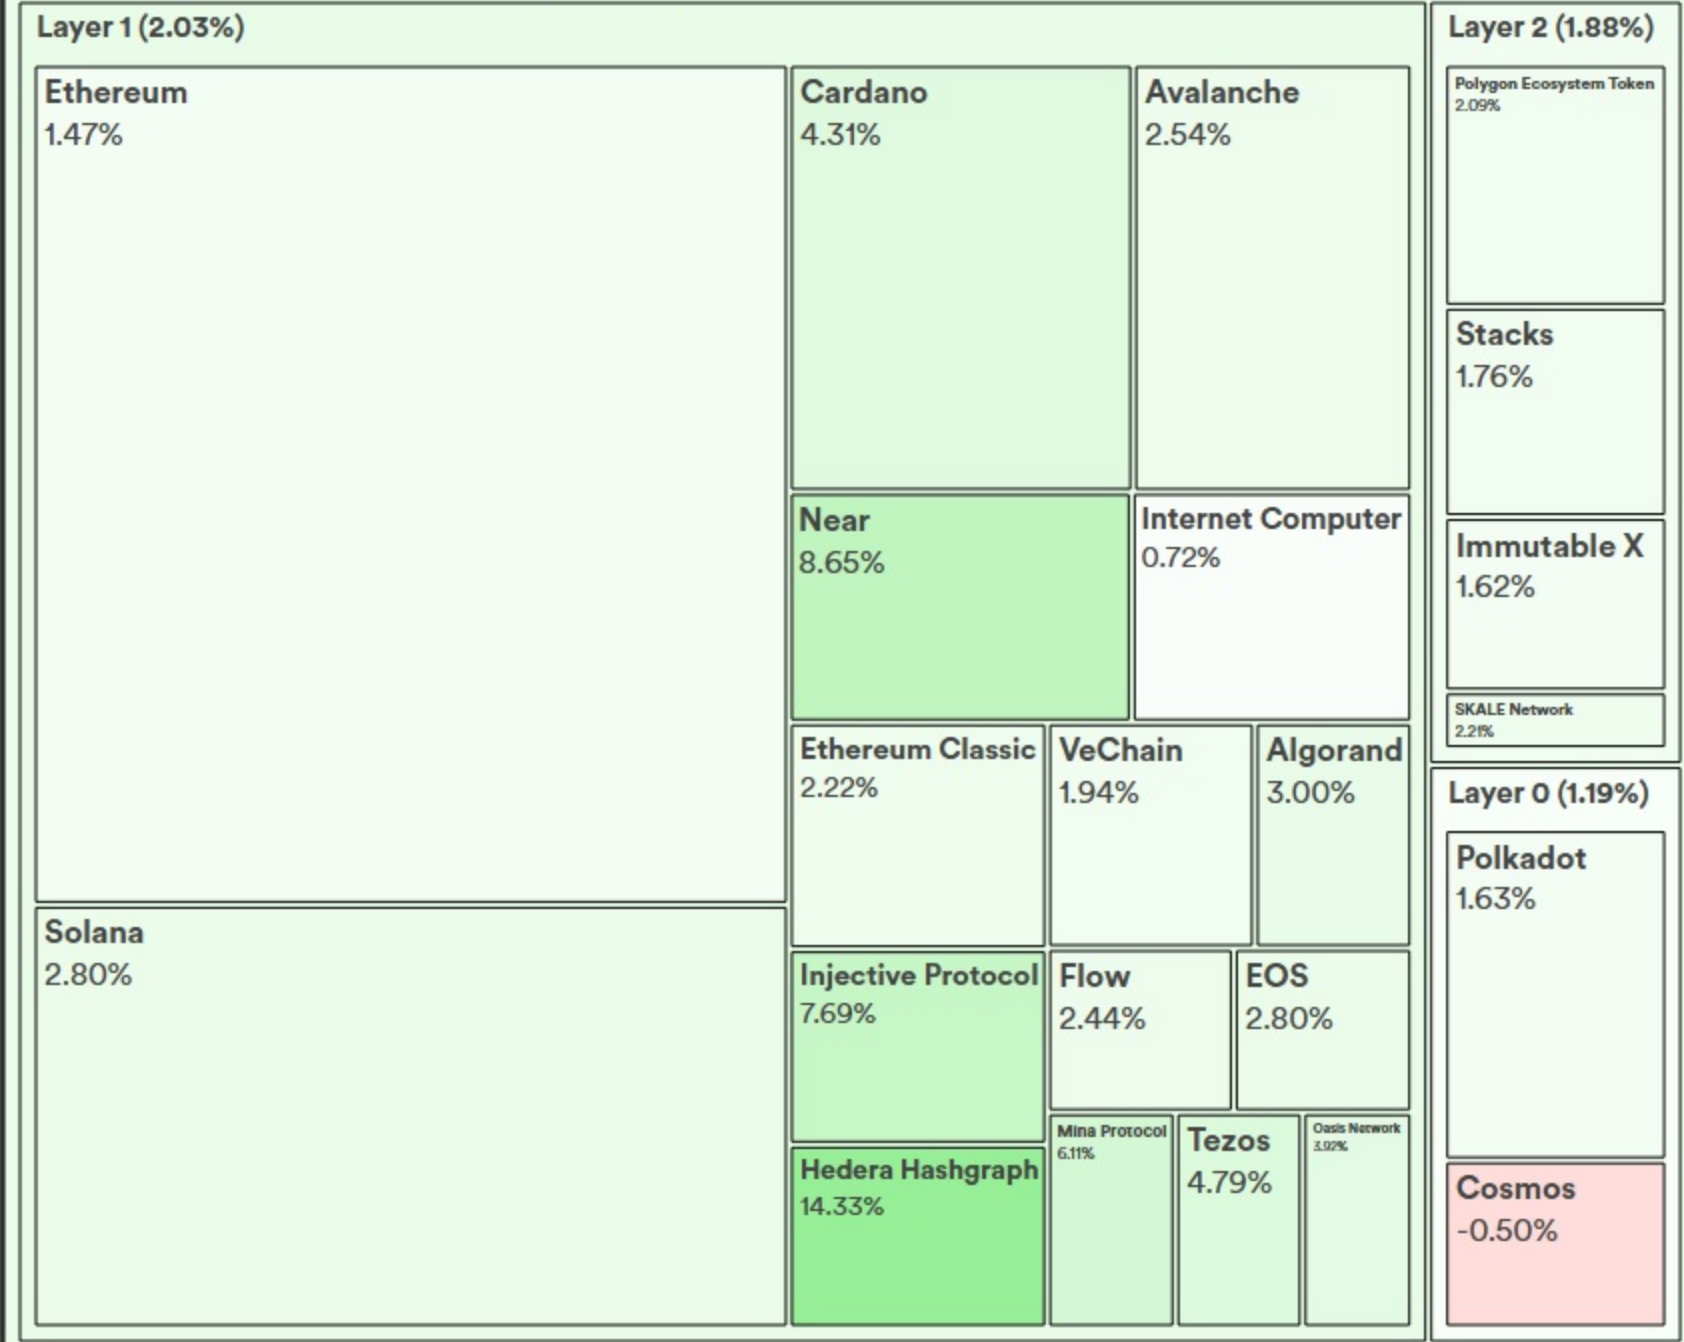 Layer 1 (2.03%)
Ethereum
1.47%
Solana
2.80%
Cardano
4.31%
Avalanche
2.54%
Near
8.65%
Internet Computer
0.72%
Ethereum Classic
2.22%
VeChain
1.94%
Algorand
3.00%
Injective Protocol
7.69%
Flow
2.44%
EOS
2.80%
Hedera Hashgraph
14.33%
Mina Protocol
6.11%
Tezos
4.79%
Oasis Network
3.92%
Layer 2 (1.88%)
Polygon Ecosystem Token
2.09%
Stacks
1.76%
Immutable X
1.62%
SKALE Network
2.21%
Layer 0 (1.19%)
Polkadot
1.63%
Cosmos
-0.50%